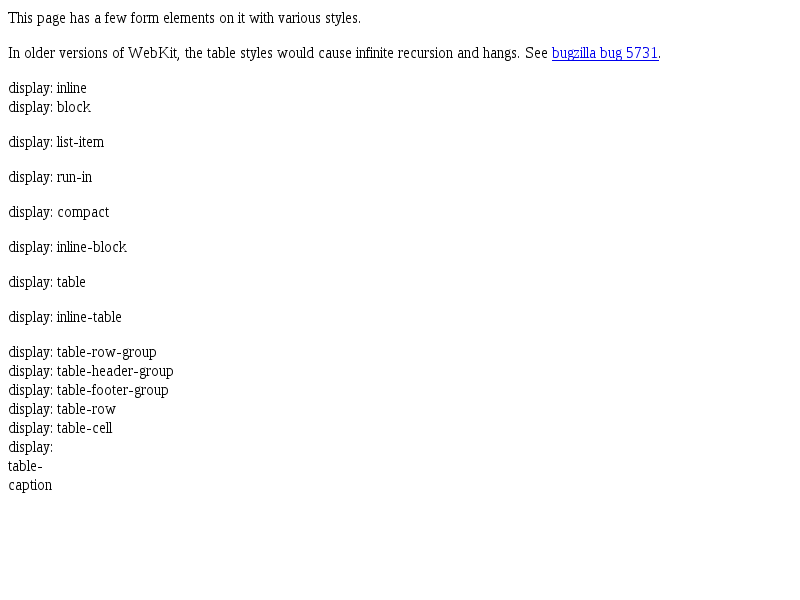 This page has a few form elements on it with various styles.
In older versions of WebKit, the table styles would cause infinite recursion and hangs. See bugzilla bug 5731.
display: inline
display: block
display: list-item
display: run-in
display: compact
display: inline-block
display: table
display: inline-table
display: table-row-group
display: table-header-group
display: table-footer-group
display: table-row
display: table-cell
display:
table-
caption